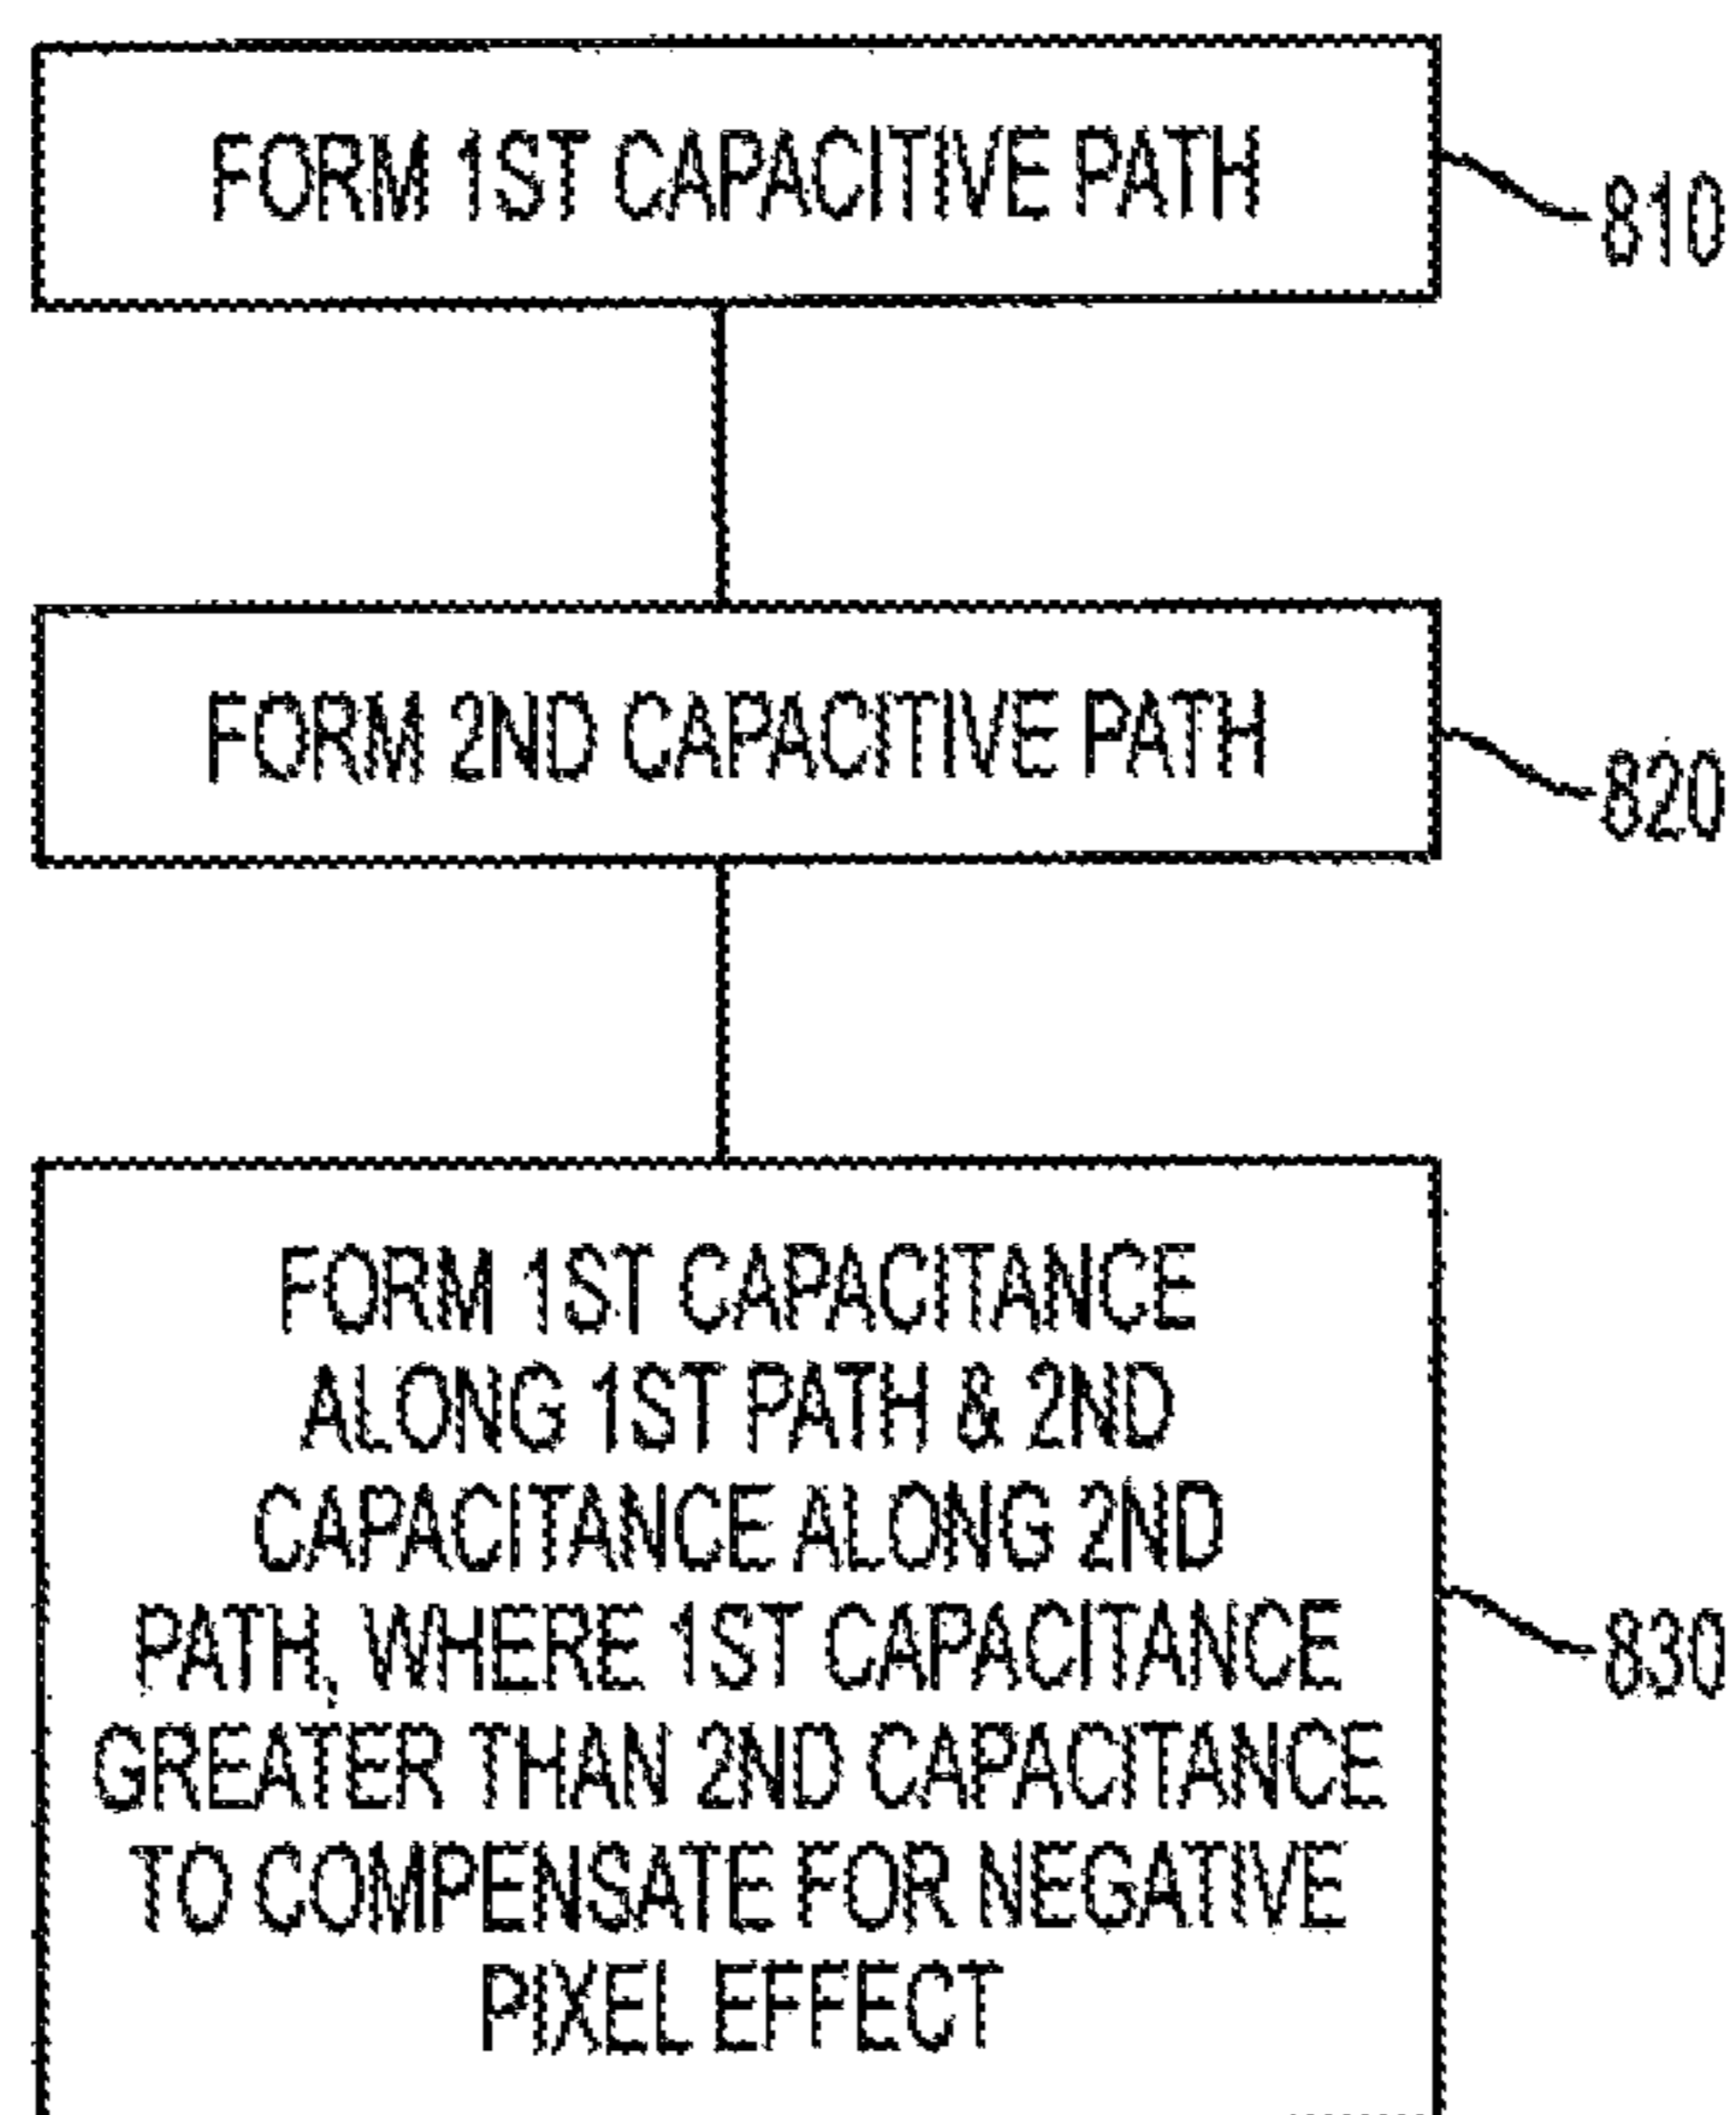 FORM 1ST CAPACITIVE PATH
810
FORM 2ND CAPACITIVE PATH
820
FORM 1ST CAPACITANCE
ALONG 1ST PATH & 2ND
CAPACITANCE ALONG 2ND
PATH, WHERE 1ST CAPACITANCE
830
GREATER THAN 2ND CAPACITANCE
TO COMPENSATE FOR NEGATIVE
PIXEL EFFECT